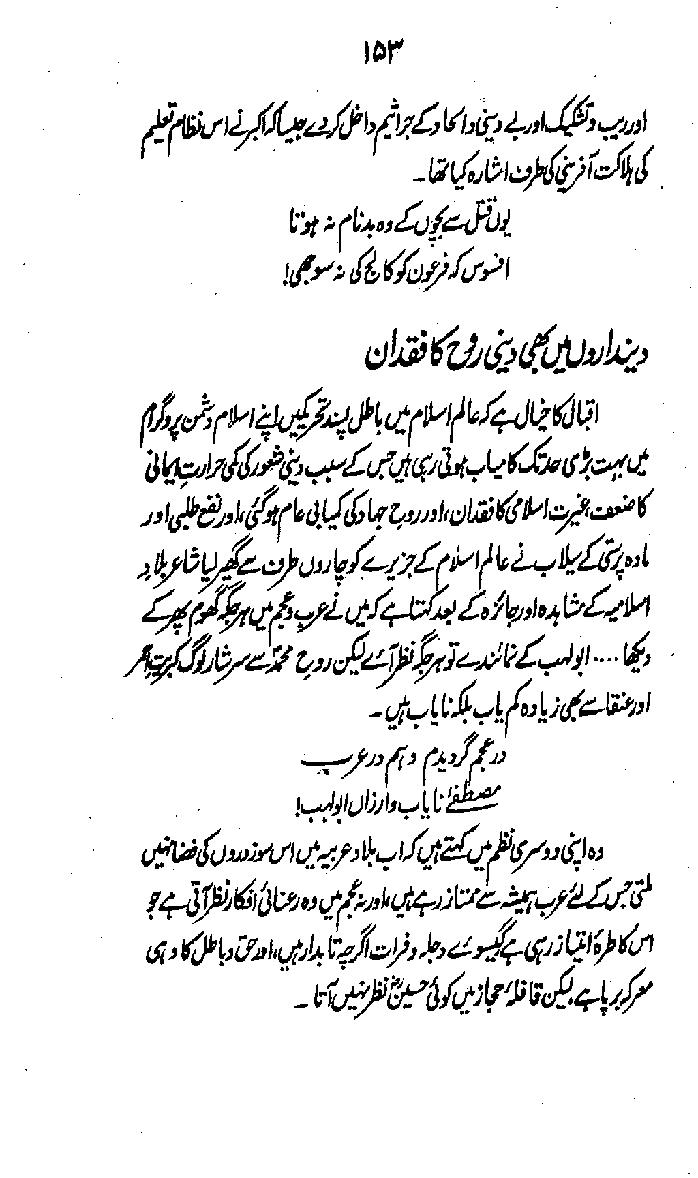 ۱۵۳
اور ریب و تشکیک اور بے دینی و الحاد کے جراثیم داخل کر دے جیسا کہ اکبر نے اس نظام تعلیم
کی ہلاکت آفرینی کی طرف اشارہ کیا تھا۔
یوں قتل سے بچوں کے وہ بدنام نہ ہوتا
افسوس کہ فرعون کو کالج کی نہ سوجھی!
دینداروں میں بھی دینی روح کا فقدان
اقبال کا خیال ہے کہ عالم اسلام میں باطل پسند تحریکیں اپنے اسلام دشمن پروگرام
میں بہت بڑی حد تک کامیاب ہوتی رہی ہیں جس کے سبب دینی شعور کی کمی حرارت ایمانی
کا ضعف، غیرت اسلامی کا فقدان، اور روح جہاد کی کمیابی عام ہو گئی، اور نفع طلبی اور
مادہ پرستی کے سیلاب نے عالم اسلام کے جزیرے کو چاروں طرف سے گھیر لیا شاعر بلادِ
اسلامیہ کے مشاہدہ اور جائزہ کے بعد کہتا ہے کہ میں نے عرب و عجم میں ہر جگہ گھوم پھر کے
دیکھا .... ابولہب کے نمائندے تو ہر جگہ نظر آئے لیکن روحِ محمدؐ سے سرشار لوگ کبریتِ احمر
اور عنقا سے بھی زیادہ کم یاب بلکہ نایاب ہیں۔
در عجم گردیدم و ہم در عرب
مصطفےٰؐ نایاب و ارزاں ابولہب!
وہ اپنی دوسری نظم میں کہتے ہیں کہ اب بلاد عربیہ میں اس سوز دروں کی فضا نہیں
ملتی جس کے لئے عرب ہمیشہ سے ممتاز رہے ہیں، اور نہ عجم میں وہ رعنائی افکار نظر آتی ہے جو
اس کا طرۂ امتیاز رہی ہے گیسوئے دجلہ و فرات اگرچہ تابدار ہیں، اور حق و باطل کا وہی
معرکہ برپا ہے، لیکن قافلۂ حجاز میں کوئی حسینؓ نظر نہیں آتا۔